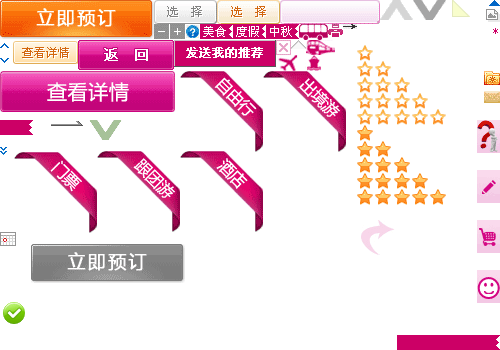 立即预订
选 择
选 择
美食
度假
中秋
查看详情
返 回
发送我的推荐
查看详情
自由行
出境游
门票
跟团游
酒店
立即预订